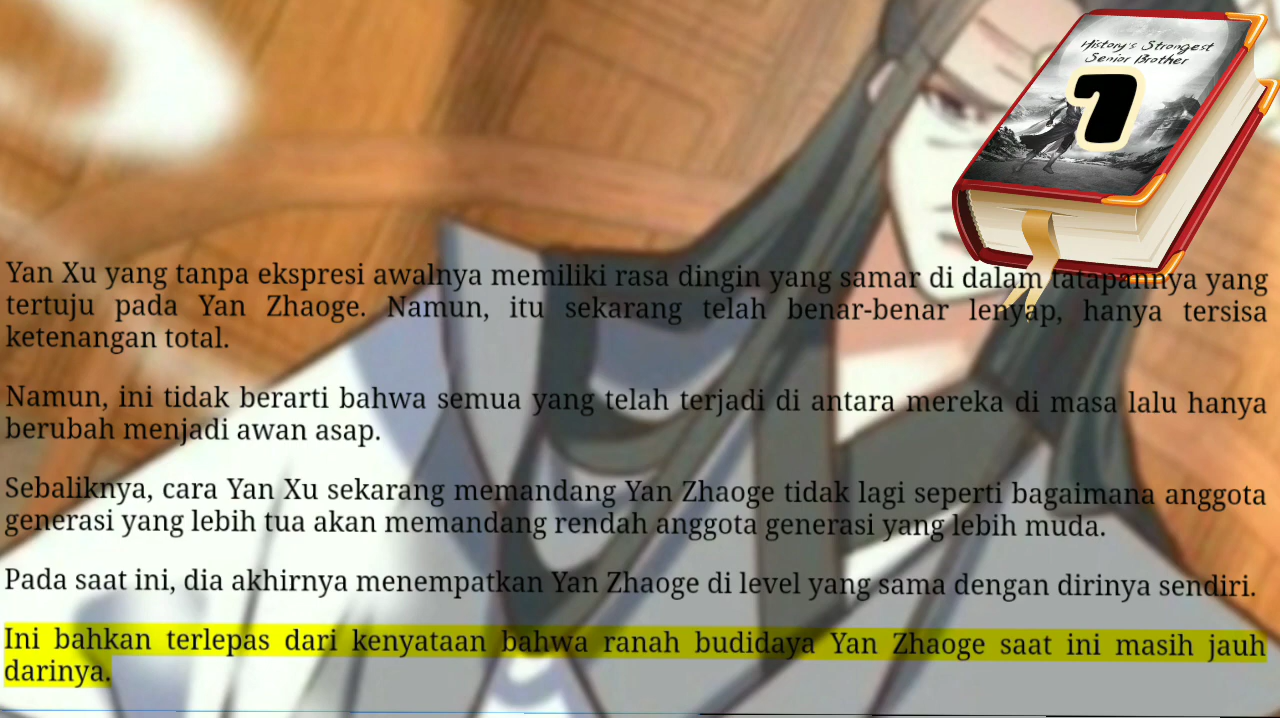 History's Strongest
Senior Brother
7
Yan Xu yang tanpa ekspresi awalnya memiliki rasa dingin yang samar di dalam tatapannya yang
tertuju pada Yan Zhaoge. Namun, itu sekarang telah benar-benar lenyap, hanya tersisa
ketenangan total.
Namun, ini tidak berarti bahwa semua yang telah terjadi di antara mereka di masa lalu hanya
berubah menjadi awan asap.
Sebaliknya, cara Yan Xu sekarang memandang Yan Zhaoge tidak lagi seperti bagaimana anggota
generasi yang lebih tua akan memandang rendah anggota generasi yang lebih muda.
Pada saat ini, dia akhirnya menempatkan Yan Zhaoge di level yang sama dengan dirinya sendiri.
Ini bahkan terlepas dari kenyataan bahwa ranah budidaya Yan Zhaoge saat ini masih jauh
darinya.